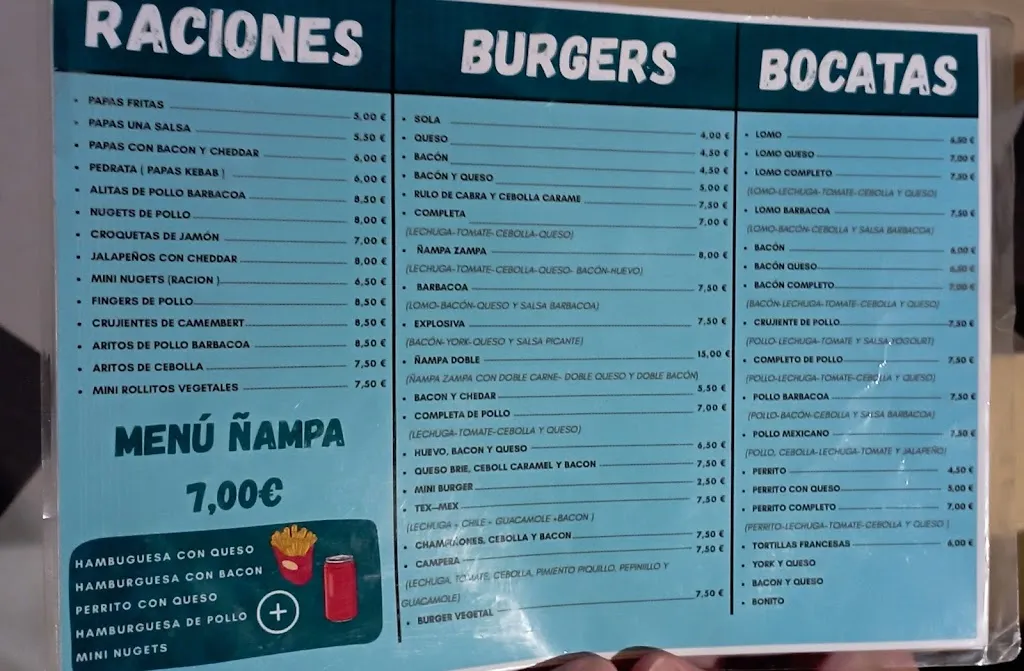 RACIONES
• PAPAS FRITAS 5,00 €
• PAPAS UNA SALSA 5,50 €
• PAPAS CON BACON Y CHEDDAR 6,00 €
• PEDRATA ( PAPAS KEBAB ) 6,00 €
• ALITAS DE POLLO BARBACOA 8,50 €
• NUGETS DE POLLO 8,00 €
• CROQUETAS DE JAMÓN 7,00 €
• JALAPEÑOS CON CHEDDAR 8,00 €
• MINI NUGETS (RACION ) 6,50 €
• FINGERS DE POLLO 8,50 €
• CRUJIENTES DE CAMEMBERT 8,50 €
• ARITOS DE POLLO BARBACOA 8,50 €
• ARITOS DE CEBOLLA 7,50 €
• MINI ROLLITOS VEGETALES 7,50 €
MENÚ ÑAMPA
7,00€
HAMBUGUESA CON QUESO
HAMBURGUESA CON BACON
PERRITO CON QUESO
HAMBURGUESA DE POLLO
MINI NUGETS
+
BURGERS
• SOLA 4,00 €
• QUESO 4,50 €
• BACÓN 4,50 €
• BACÓN Y QUESO 5,00 €
• RULO DE CABRA Y CEBOLLA CARAME 7,50 €
• COMPLETA 7,00 €
(LECHUGA-TOMATE-CEBOLLA-QUESO)
• ÑAMPA ZAMPA 8,00 €
(LECHUGA-TOMATE-CEBOLLA-QUESO- BACÓN-HUEVO)
• BARBACOA 7,50 €
(LOMO-BACÓN-QUESO Y SALSA BARBACOA)
• EXPLOSIVA 7,50 €
(BACÓN-YORK-QUESO Y SALSA PICANTE)
• ÑAMPA DOBLE 15,00 €
(ÑAMPA ZAMPA CON DOBLE CARNE- DOBLE QUESO Y DOBLE BACÓN)
• BACON Y CHEDAR 5,50 €
• COMPLETA DE POLLO 7,00 €
(LECHUGA-TOMATE-CEBOLLA Y QUESO)
• HUEVO, BACON Y QUESO 6,50 €
• QUESO BRIE, CEBOLL CARAMEL Y BACON 7,50 €
• MINI BURGER 2,50 €
• TEX-MEX 7,50 €
(LECHUGA + CHILE + GUACAMOLE +BACON )
• CHAMPIÑONES, CEBOLLA Y BACON 7,50 €
• CAMPERA 7,50 €
(LECHUGA, TOMATE, CEBOLLA, PIMIENTO PIQUILLO, PEPINILLO Y
GUACAMOLE)
• BURGER VEGETAL 7,50 €
BOCATAS
• LOMO 6,50 €
• LOMO QUESO 7,00 €
• LOMO COMPLETO 7,50 €
(LOMO-LECHUGA-TOMATE-CEBOLLA Y QUESO)
• LOMO BARBACOA 7,50 €
(LOMO-BACÓN-CEBOLLA Y SALSA BARBACOA)
• BACÓN 6,00 €
• BACÓN QUESO 6,50 €
• BACÓN COMPLETO 7,00 €
(BACÓN-LECHUGA-TOMATE-CEBOLLA Y QUESO)
• CRUJIENTE DE POLLO 7,50 €
(POLLO-LECHUGA-TOMATE Y SALSA YOGOURT)
• COMPLETO DE POLLO 7,50 €
(POLLO-LECHUGA-TOMATE-CEBOLLA Y QUESO)
• POLLO BARBACOA 7,50 €
(POLLO-BACÓN-CEBOLLA Y SALSA BARBACOA)
• POLLO MEXICANO 7,50 €
(POLLO, CEBOLLA-LECHUGA-TOMATE Y JALAPEÑO)
• PERRITO 4,50 €
• PERRITO CON QUESO 5,00 €
• PERRITO COMPLETO 7,00 €
(PERRITO-LECHUGA-TOMATE-CEBOLLA Y QUESO )
• TORTILLAS FRANCESAS 6,00 €
• YORK Y QUESO
• BACON Y QUESO
• BONITO